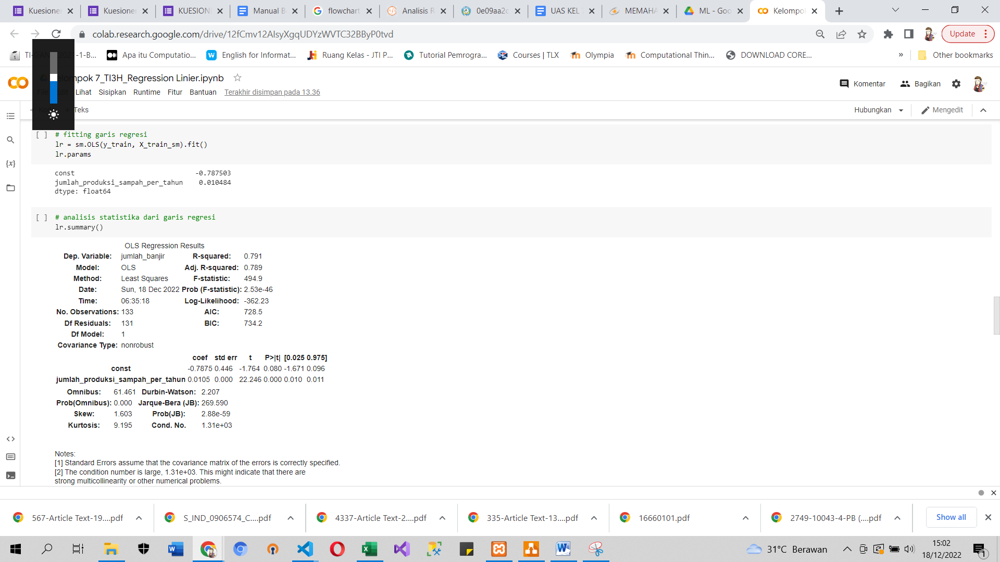 Kuesione
Kuesione
KUESION
Manual B
flowchart
Analisis R
0e09aa2c
UAS KEL
MEMAHA
ML - Goo
Kelompo
colab.research.google.com/drive/12fCmv12AIsyXgqUDYzWVTC32BByP0tvd
Update
-1-B...
Apa itu Computatio...
English for Informat...
Ruang Kelas - JTI P...
Tutorial Pemrogra...
Courses | TLX
Olympia
Computational Thin...
DOWNLOAD CORE...
»
Other bookmarks
elompok 7_TI3H_Regression Linier.ipynb
Komentar
Bagikan
File Edit Lihat Sisipkan Runtime Fitur Bantuan Terakhir disimpan pada 13.36
Teks
Hubungkan
Mengedit
[ ] # fitting garis regresi
lr = sm.OLS(y_train, X_train_sm).fit()
lr.params
{x}
const -0.787503
jumlah_produksi_sampah_per_tahun 0.010484
dtype: float64
[ ] # analisis statistika dari garis regresi
lr.summary()
OLS Regression Results
Dep. Variable: jumlah_banjir R-squared: 0.791
Model: OLS Adj. R-squared: 0.789
Method: Least Squares F-statistic: 494.9
Date: Sun, 18 Dec 2022 Prob (F-statistic): 2.53e-46
Time: 06:35:18 Log-Likelihood: -362.23
No. Observations: 133 AIC: 728.5
Df Residuals: 131 BIC: 734.2
Df Model: 1
Covariance Type: nonrobust
coef std err t P>|t| [0.025 0.975]
const -0.7875 0.446 -1.764 0.080 -1.671 0.096
jumlah_produksi_sampah_per_tahun 0.0105 0.000 22.246 0.000 0.010 0.011
Omnibus: 61.461 Durbin-Watson: 2.207
Prob(Omnibus): 0.000 Jarque-Bera (JB): 269.590
Skew: 1.603 Prob(JB): 2.88e-59
Kurtosis: 9.195 Cond. No. 1.31e+03
Notes:
[1] Standard Errors assume that the covariance matrix of the errors is correctly specified.
[2] The condition number is large, 1.31e+03. This might indicate that there are
strong multicollinearity or other numerical problems.
567-Article Text-19....pdf
S_IND_0906574_C....pdf
4337-Article Text-2....pdf
335-Article Text-13....pdf
16660101.pdf
2749-10043-4-PB (....pdf
Show all
31°C Berawan
15:02
18/12/2022
1